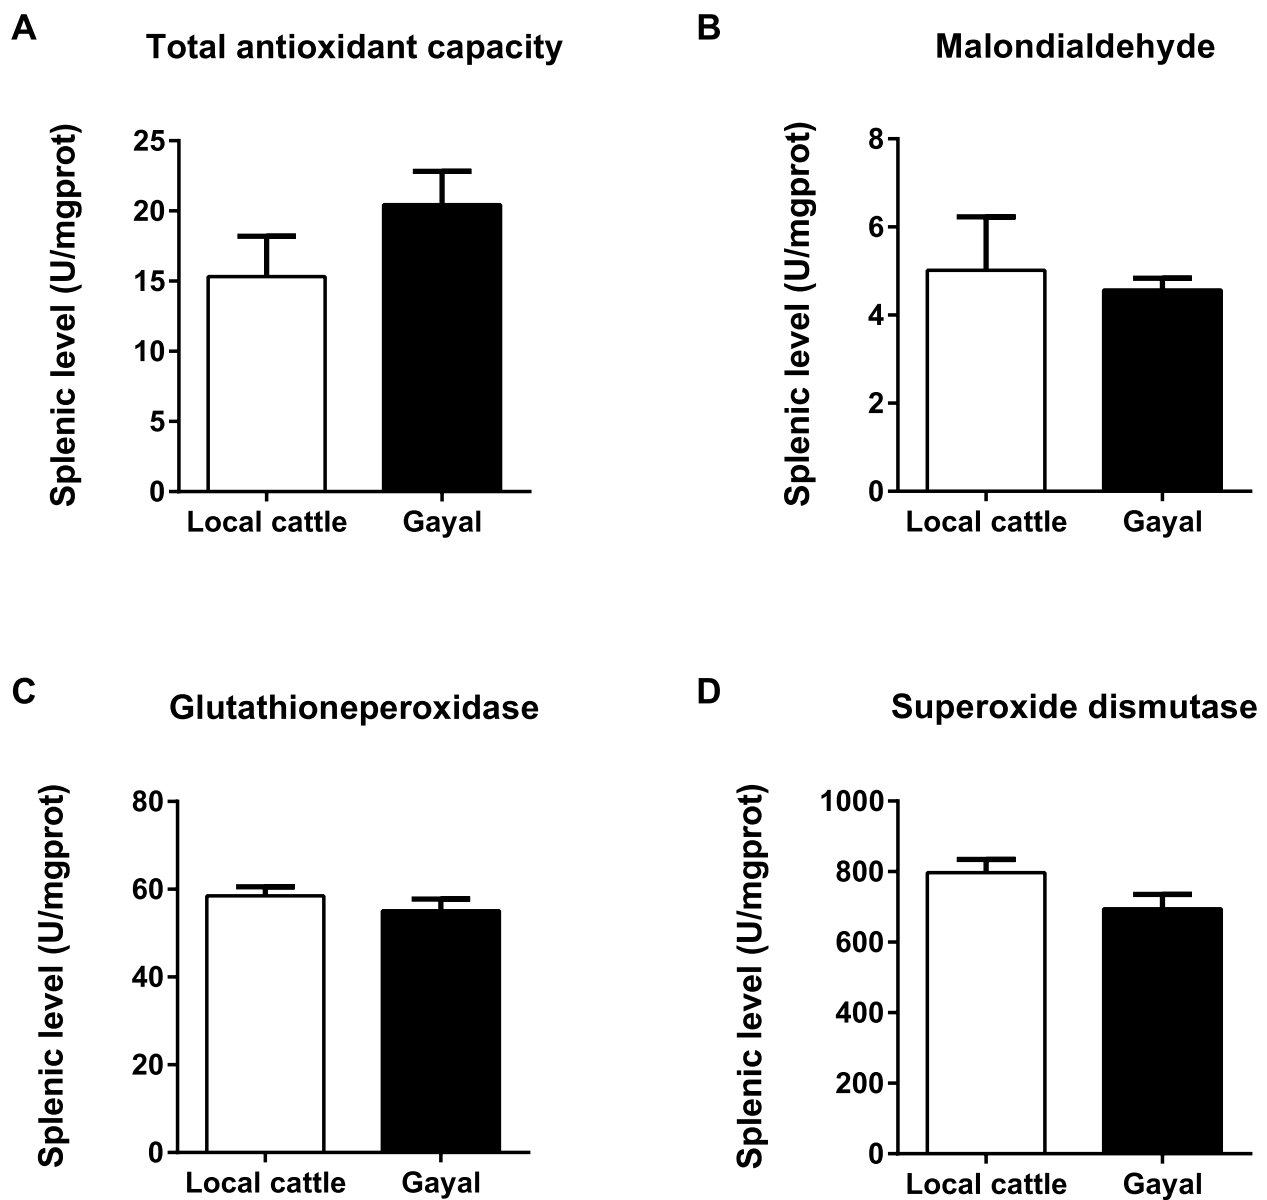 A
Total antioxidant capacity
Splenic level (U/mgprot)
25
20
15
10
5
0
Local cattle
Gayal
B
Malondialdehyde
Splenic level (U/mgprot)
8
6
4
2
0
Local cattle
Gayal
C
Glutathioneperoxidase
Splenic level (U/mgprot)
80
60
40
20
0
Local cattle
Gayal
D
Superoxide dismutase
Splenic level (U/mgprot)
1000
800
600
400
200
0
Local cattle
Gayal